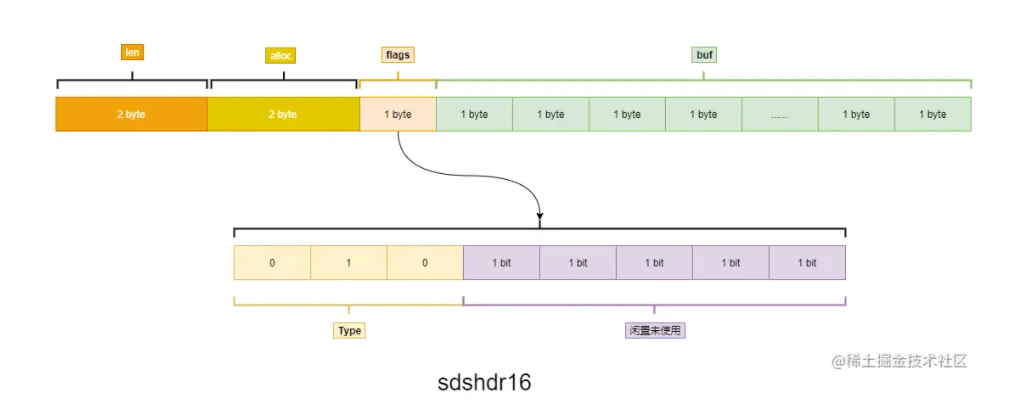 len alloc flags buf
2 byte 2 byte 1 byte 1 byte 1 byte 1 byte 1 byte ...... 1 byte 1 byte
0 1 0 1 bit 1 bit 1 bit 1 bit 1 bit
Type 闲置未使用
@稀土掘金技术社区
sdshdr16